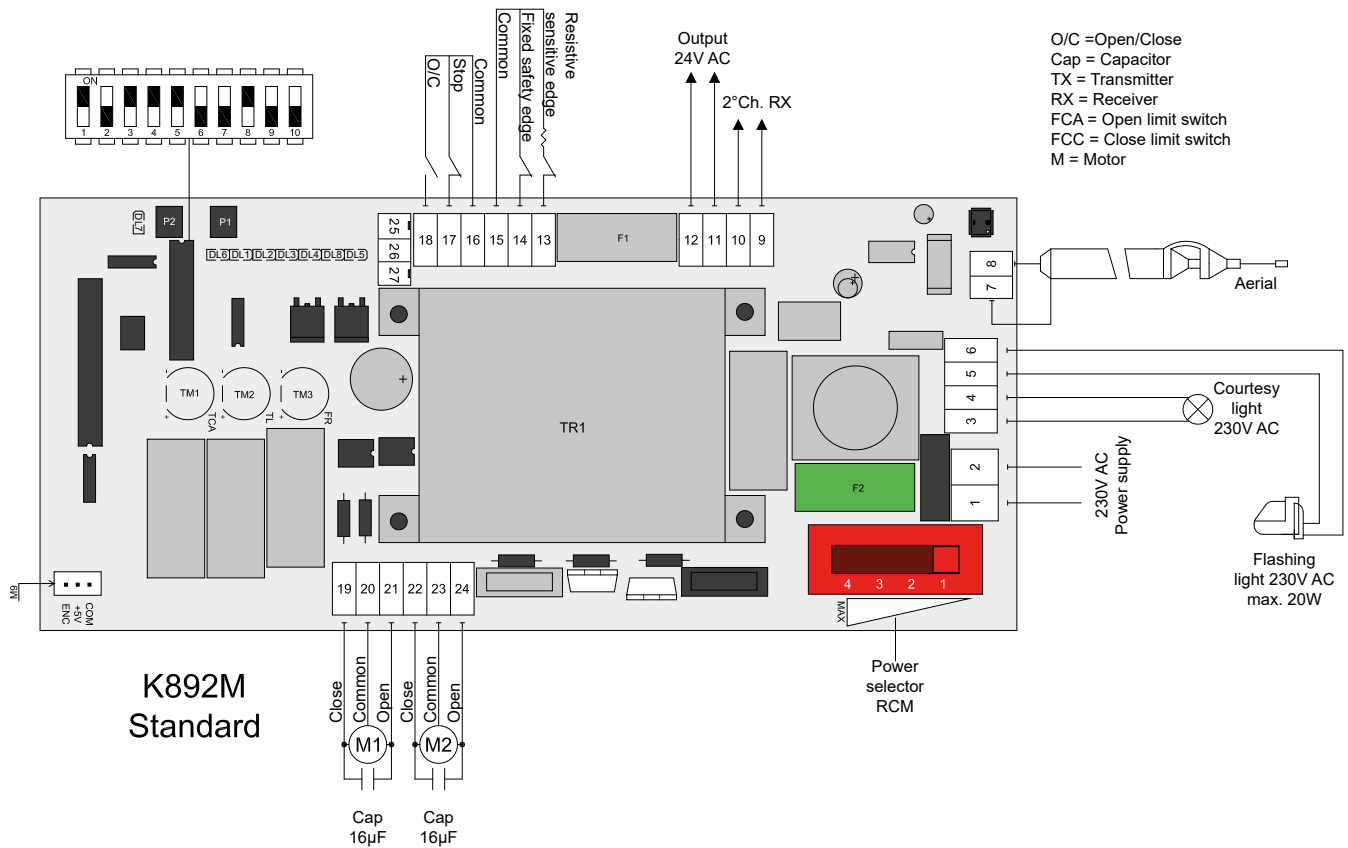 ON
1 2 3 4 5 6 7 8 9 10
O/C
Stop
Common
Common
Fixed safety edge
Resistive
sensitive edge
Output
24V AC
2°Ch. RX
O/C =Open/Close
Cap = Capacitor
TX = Transmitter
RX = Receiver
FCA = Open limit switch
FCC = Close limit switch
M = Motor
DL7
P2
P1
DL6 DL1 DL2 DL3 DL4 DL8 DL5
25
26
27
18 17 16 15 14 13
F1
12 11 10 9
8
7
Aerial
+
+
TM1
TCA
+
TM2
TL
+
TM3
FR
+
TR1
6
5
4
3
Courtesy
light
230V AC
2
1
230V AC
Power supply
F2
Flashing
light 230V AC
max. 20W
4 3 2 1
MAX
Power
selector
RCM
M9
COM
+5V
ENC
19 20 21 22 23 24
Close
Common
Open
Close
Common
Open
M1
M2
Cap
16µF
Cap
16µF
K892M
Standard